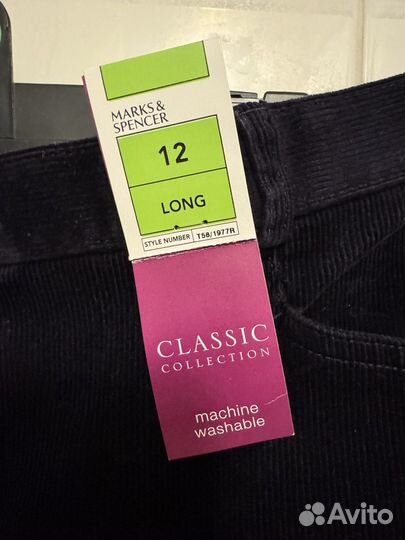 MARKS &
SPENCER
12
LONG
STYLE NUMBER T58/1977R
CLASSIC
COLLECTION
machine
washable
Avito